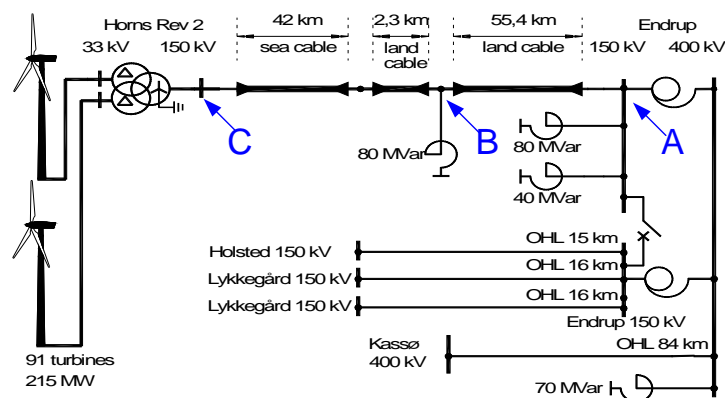 Horns Rev 2
33 kV 150 kV
42 km
sea cable
2,3 km
land
cable
55,4 km
land cable
Endrup
150 kV 400 kV
C
B
A
80 MVar
80 MVar
40 MVar
Holsted 150 kV
OHL 15 km
OHL 16 km
Lykkegård 150 kV
Lykkegård 150 kV
OHL 16 km
Endrup 150 kV
Kassø
400 kV
OHL 84 km
70 MVar
91 turbines
215 MW